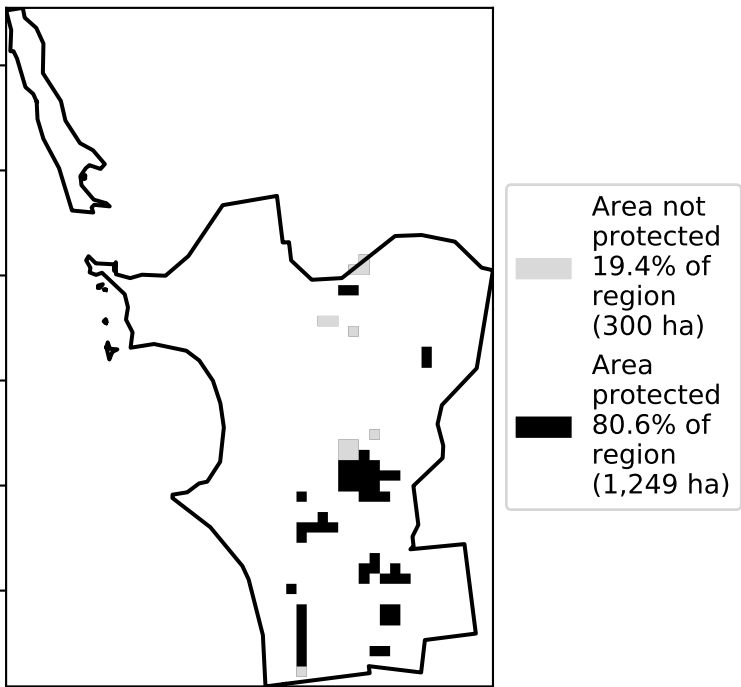 Area not
protected
19.4% of
region
(300 ha)
Area
protected
80.6% of
region
(1,249 ha)